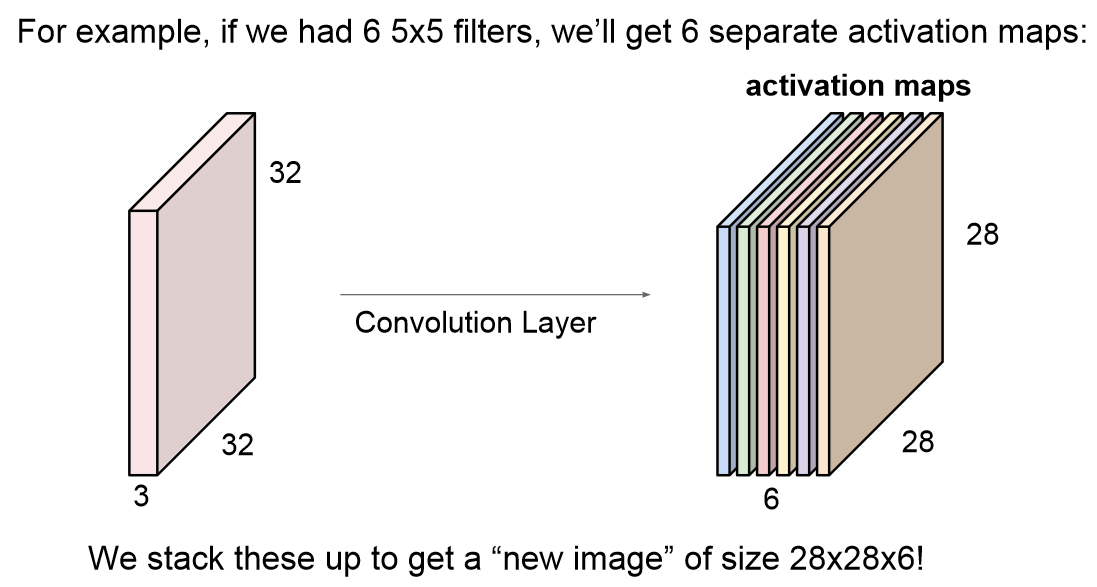 For example, if we had 6 5x5 filters, we’ll get 6 separate activation maps:
activation maps
32
32
3
Convolution Layer
28
28
6
We stack these up to get a “new image” of size 28x28x6!